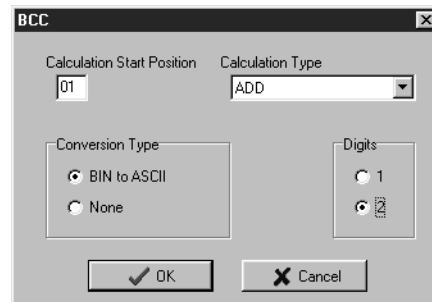 BCC
Calculation Start Position
Calculation Type
01
ADD
Conversion Type
Digits
BIN to ASCII
1
None
2
OK
Cancel